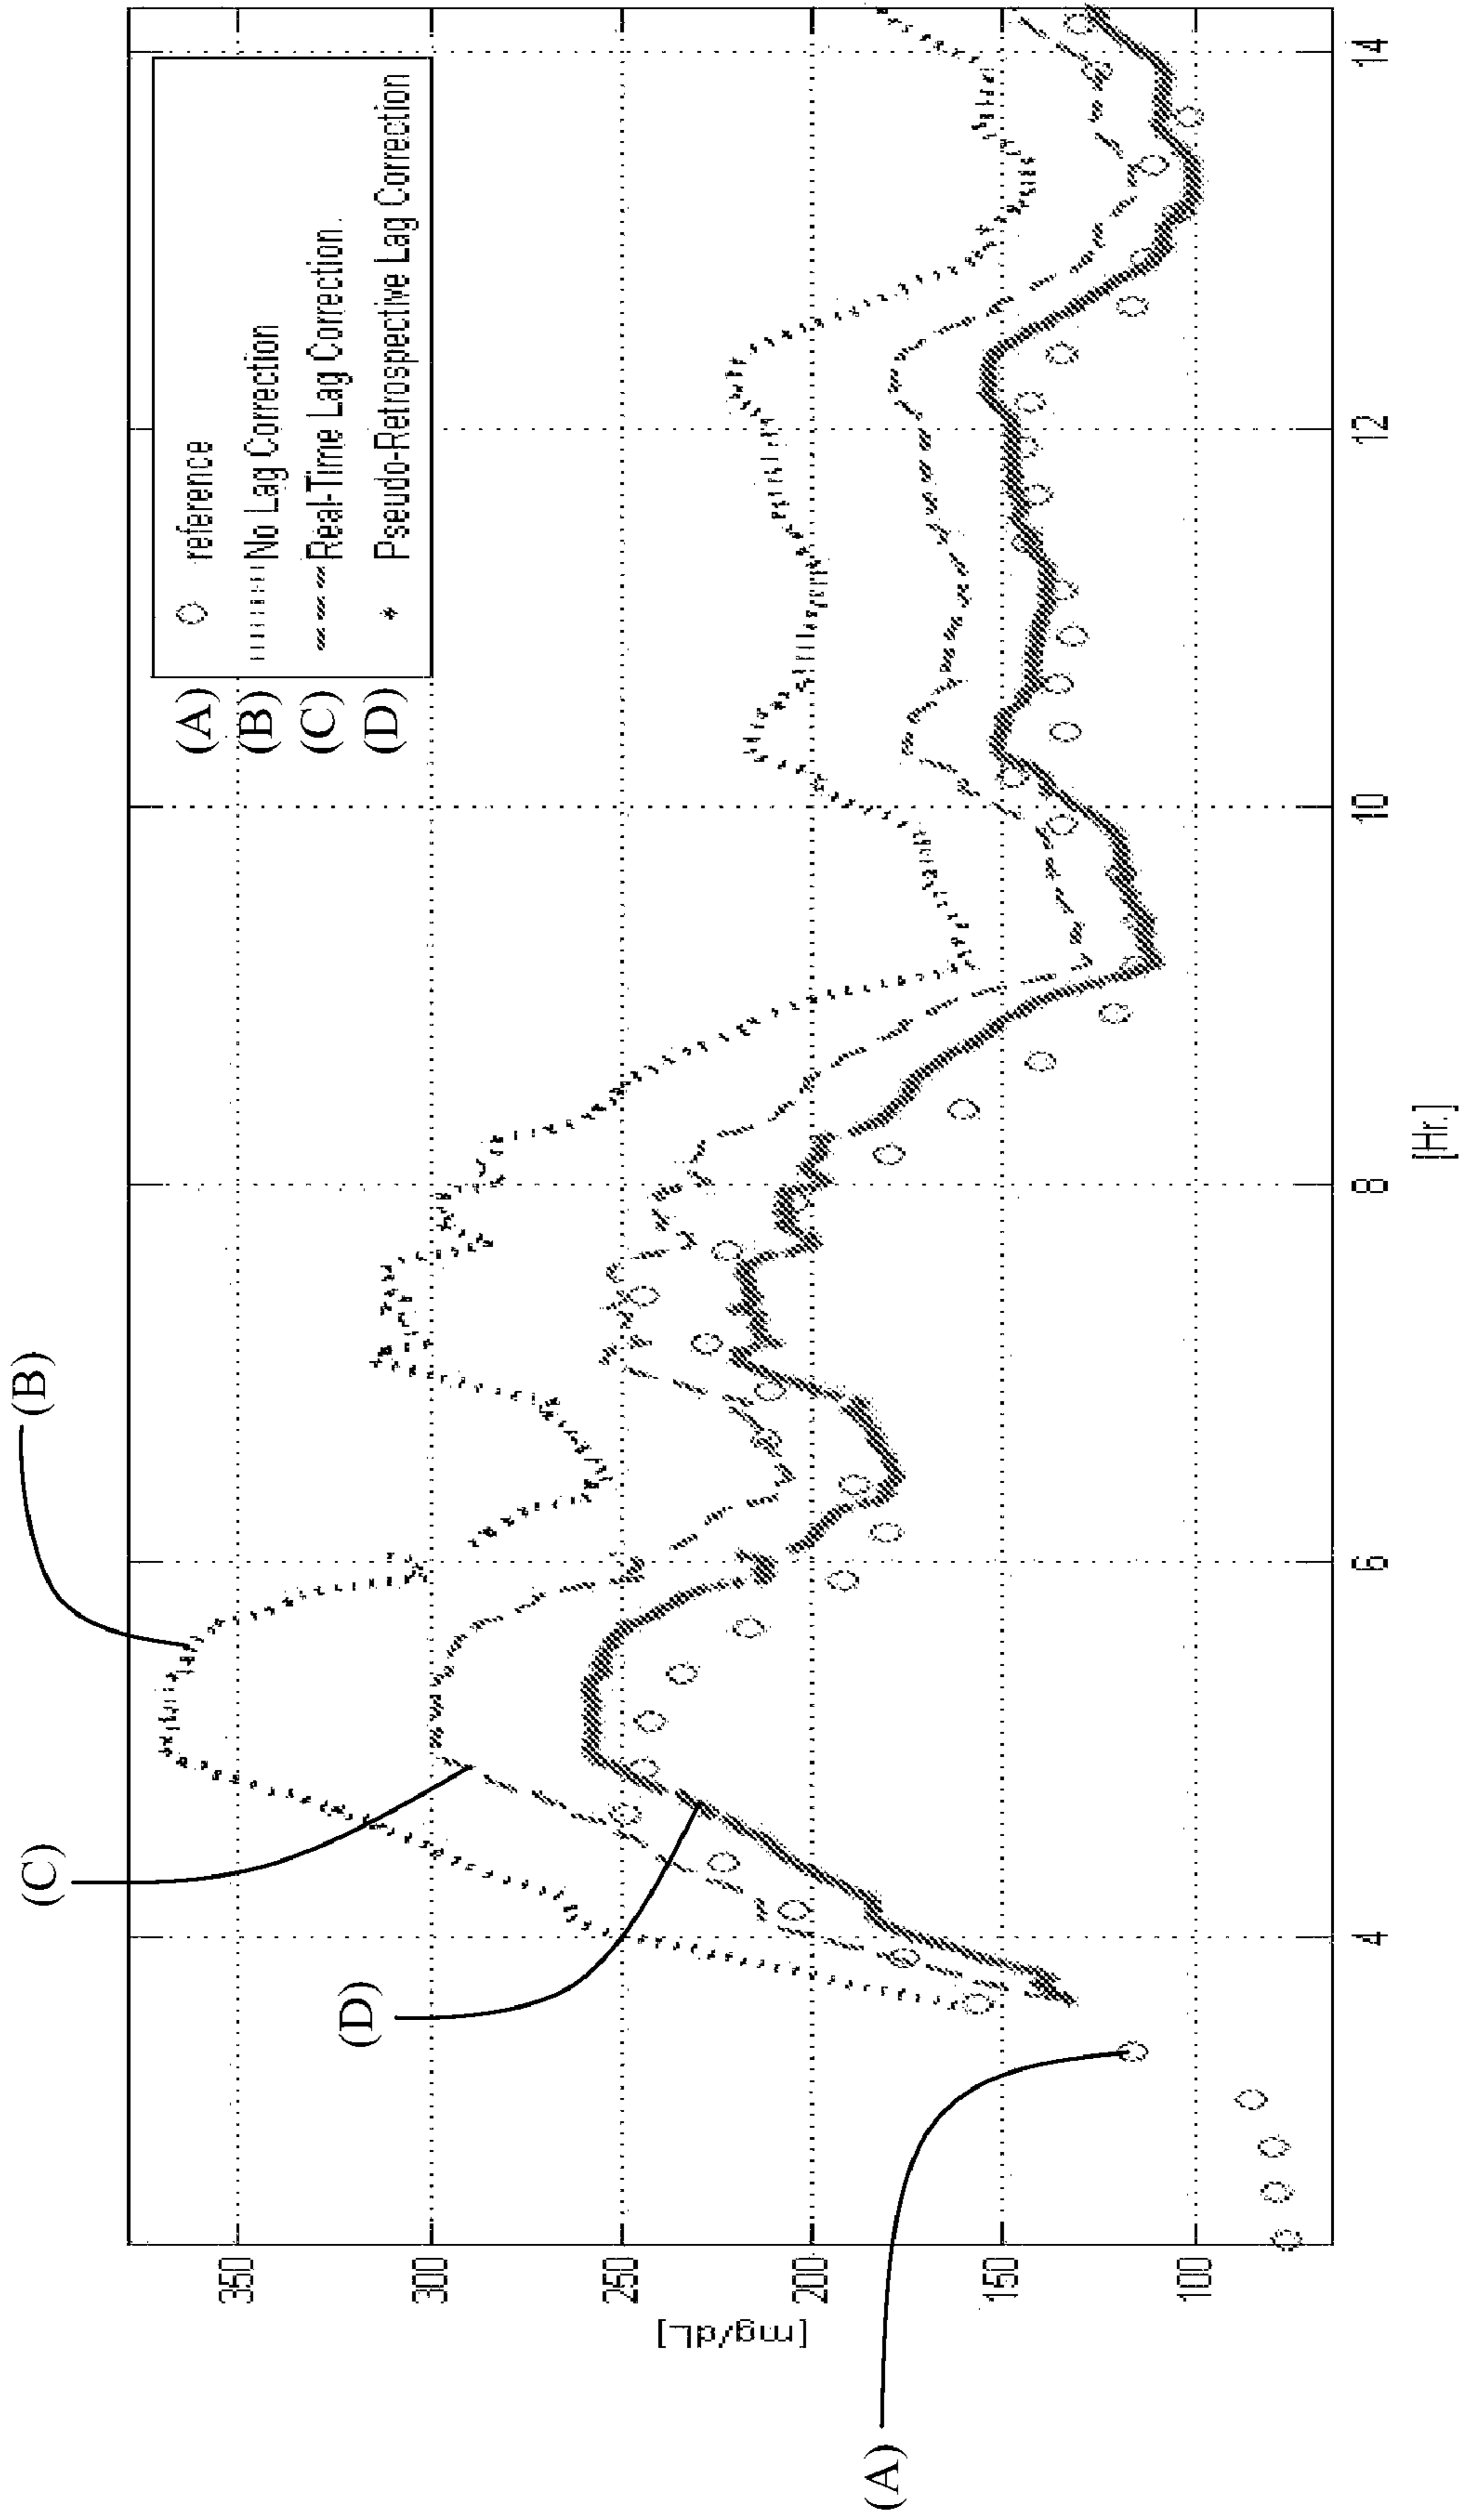 (B)
(C)
(D)
(A)
(A) reference
(B) No Lag Correction
(C) Real-Time Lag Correction
(D) Pseudo-Retrospective Lag Correction
[mg/dL]
350
300
250
200
150
100
4
6
8
10
12
14
[Hr.]